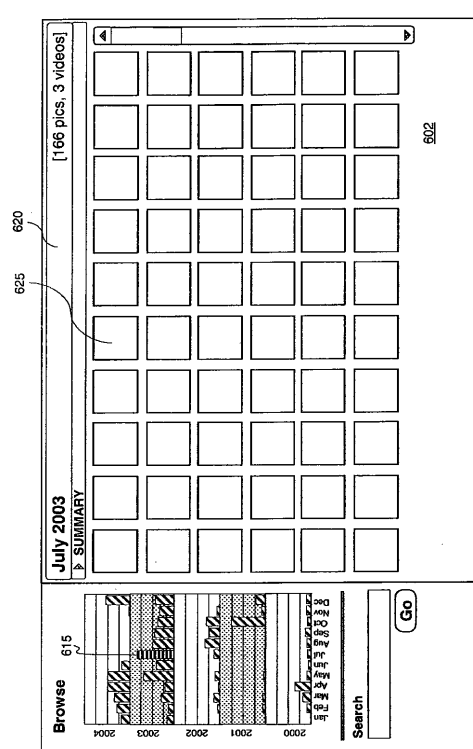 620
625
July 2003 [166 pics, 3 videos]
SUMMARY
602
Browse
615
2004
2003
2002
2001
2000
Jan
Feb
Mar
Apr
May
Jun
Jul
Aug
Sep
Oct
Nov
Dec
Search
Go